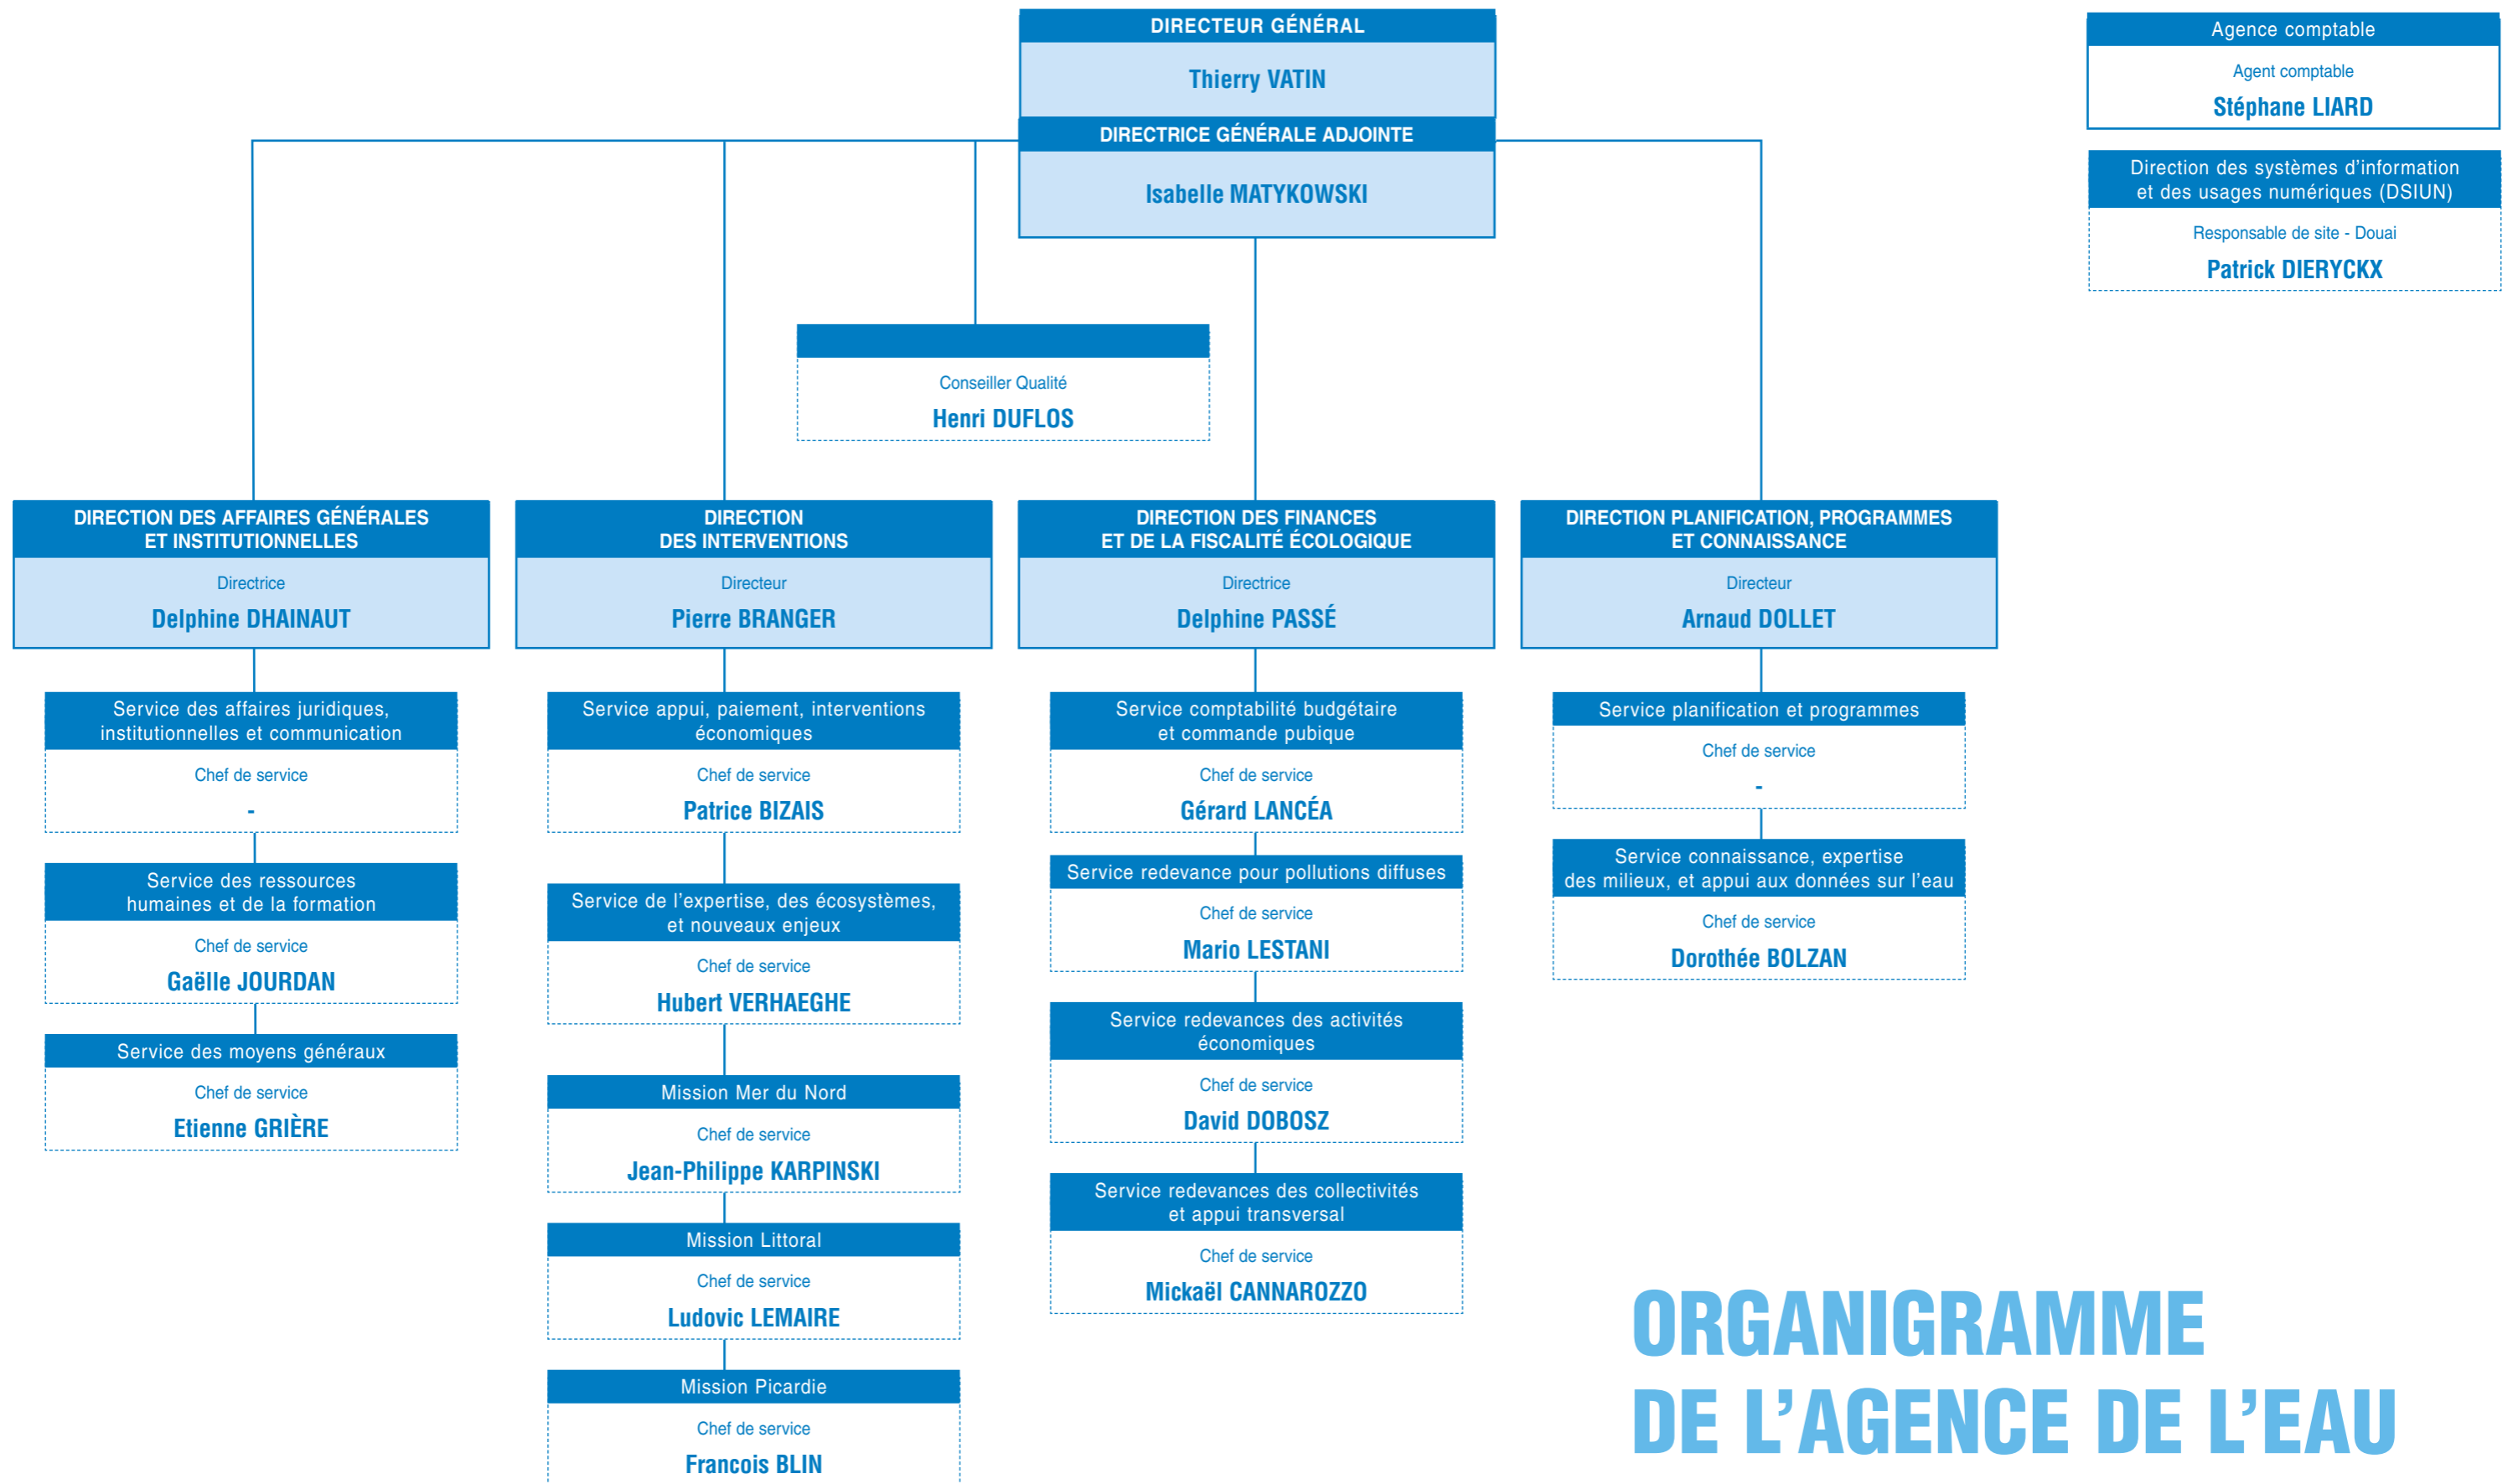 DIRECTEUR GÉNÉRAL
Thierry VATIN
DIRECTRICE GÉNÉRALE ADJOINTE
Isabelle MATYKOWSKI
Agence comptable
Agent comptable
Stéphane LIARD
Direction des systèmes d'information
et des usages numériques (DSIUN)
Responsable de site - Douai
Patrick DIERYCKX
Conseiller Qualité
Henri DUFLOS
DIRECTION DES AFFAIRES GÉNÉRALES
ET INSTITUTIONNELLES
Directrice
Delphine DHAINAUT
Service des affaires juridiques,
institutionnelles et communication
Chef de service
-
Service des ressources
humaines et de la formation
Chef de service
Gaëlle JOURDAN
Service des moyens généraux
Chef de service
Etienne GRIÈRE
DIRECTION
DES INTERVENTIONS
Directeur
Pierre BRANGER
Service appui, paiement, interventions
économiques
Chef de service
Patrice BIZAIS
Service de l'expertise, des écosystèmes,
et nouveaux enjeux
Chef de service
Hubert VERHAEGHE
Mission Mer du Nord
Chef de service
Jean-Philippe KARPINSKI
Mission Littoral
Chef de service
Ludovic LEMAIRE
Mission Picardie
Chef de service
Francois BLIN
DIRECTION DES FINANCES
ET DE LA FISCALITÉ ÉCOLOGIQUE
Directrice
Delphine PASSÉ
Service comptabilité budgétaire
et commande pubique
Chef de service
Gérard LANCÉA
Service redevance pour pollutions diffuses
Chef de service
Mario LESTANI
Service redevances des activités
économiques
Chef de service
David DOBOSZ
Service redevances des collectivités
et appui transversal
Chef de service
Mickaël CANNAROZZO
DIRECTION PLANIFICATION, PROGRAMMES
ET CONNAISSANCE
Directeur
Arnaud DOLLET
Service planification et programmes
Chef de service
-
Service connaissance, expertise
des milieux, et appui aux données sur l'eau
Chef de service
Dorothée BOLZAN
ORGANIGRAMME
DE L'AGENCE DE L'EAU